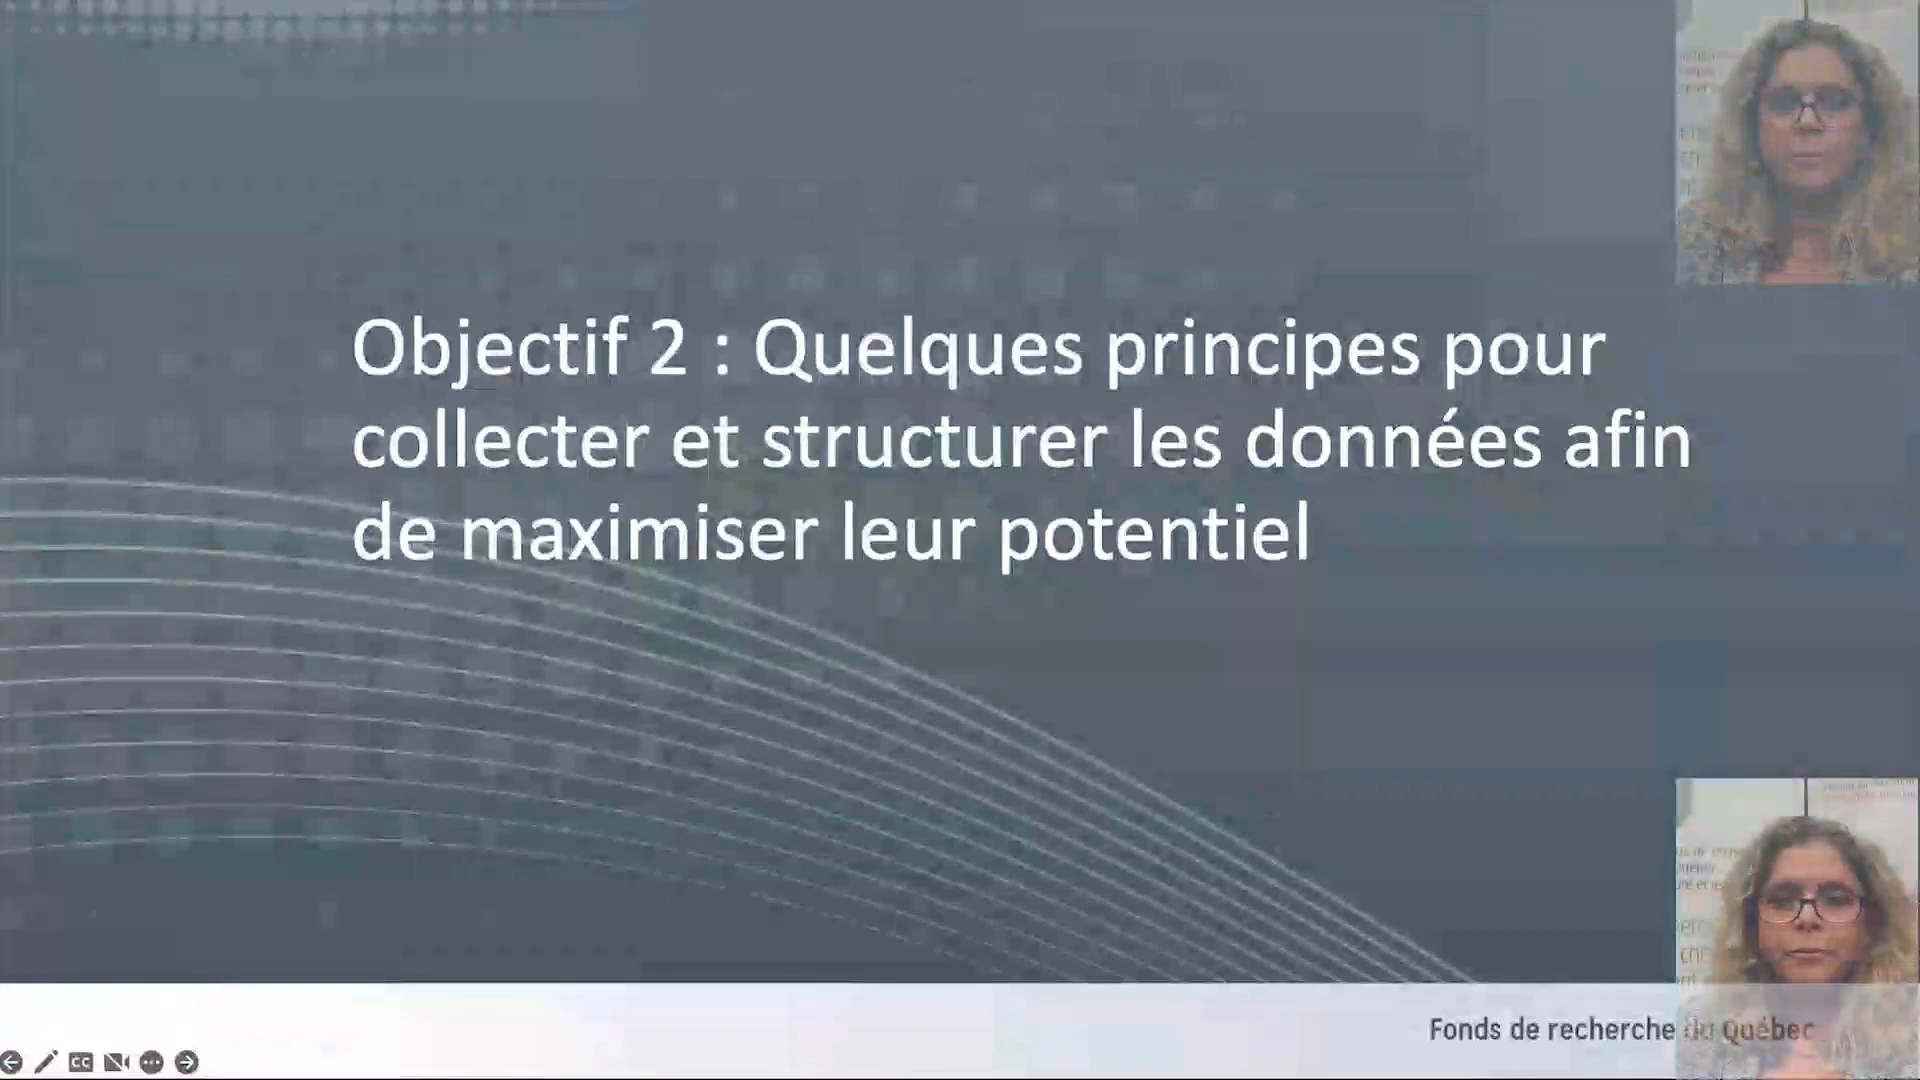 Objectif 2 : Quelques principes pour
collecter et structurer les données afin
de maximiser leur potentiel
Fonds de recherche du Québec
CC